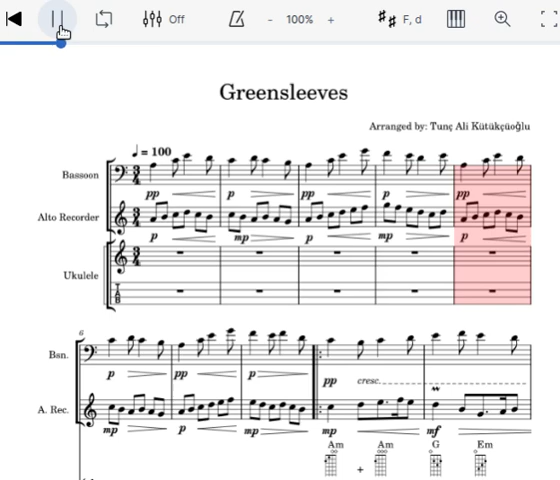 Off - 100% + F, d
Greensleeves
Arranged by: Tunç Ali Kütükçüoğlu
= 100
Bassoon
pp p pp p pp
Alto Recorder
p mp p mp p
Ukulele
6
Bsn.
p pp p
pp cresc.
A. Rec.
mp p mp mp mf
Am Am G Em
+